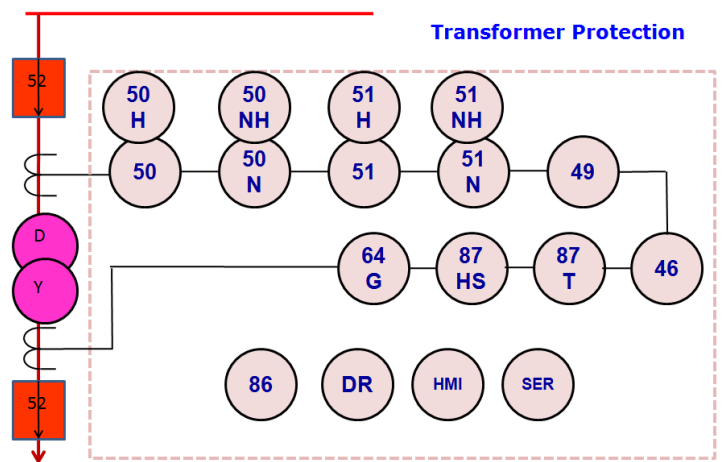 Transformer Protection
52
50
H
50
NH
51
H
51
NH
50
50
N
51
51
N
49
D
Y
64
G
87
HS
87
T
46
52
86
DR
HMI
SER